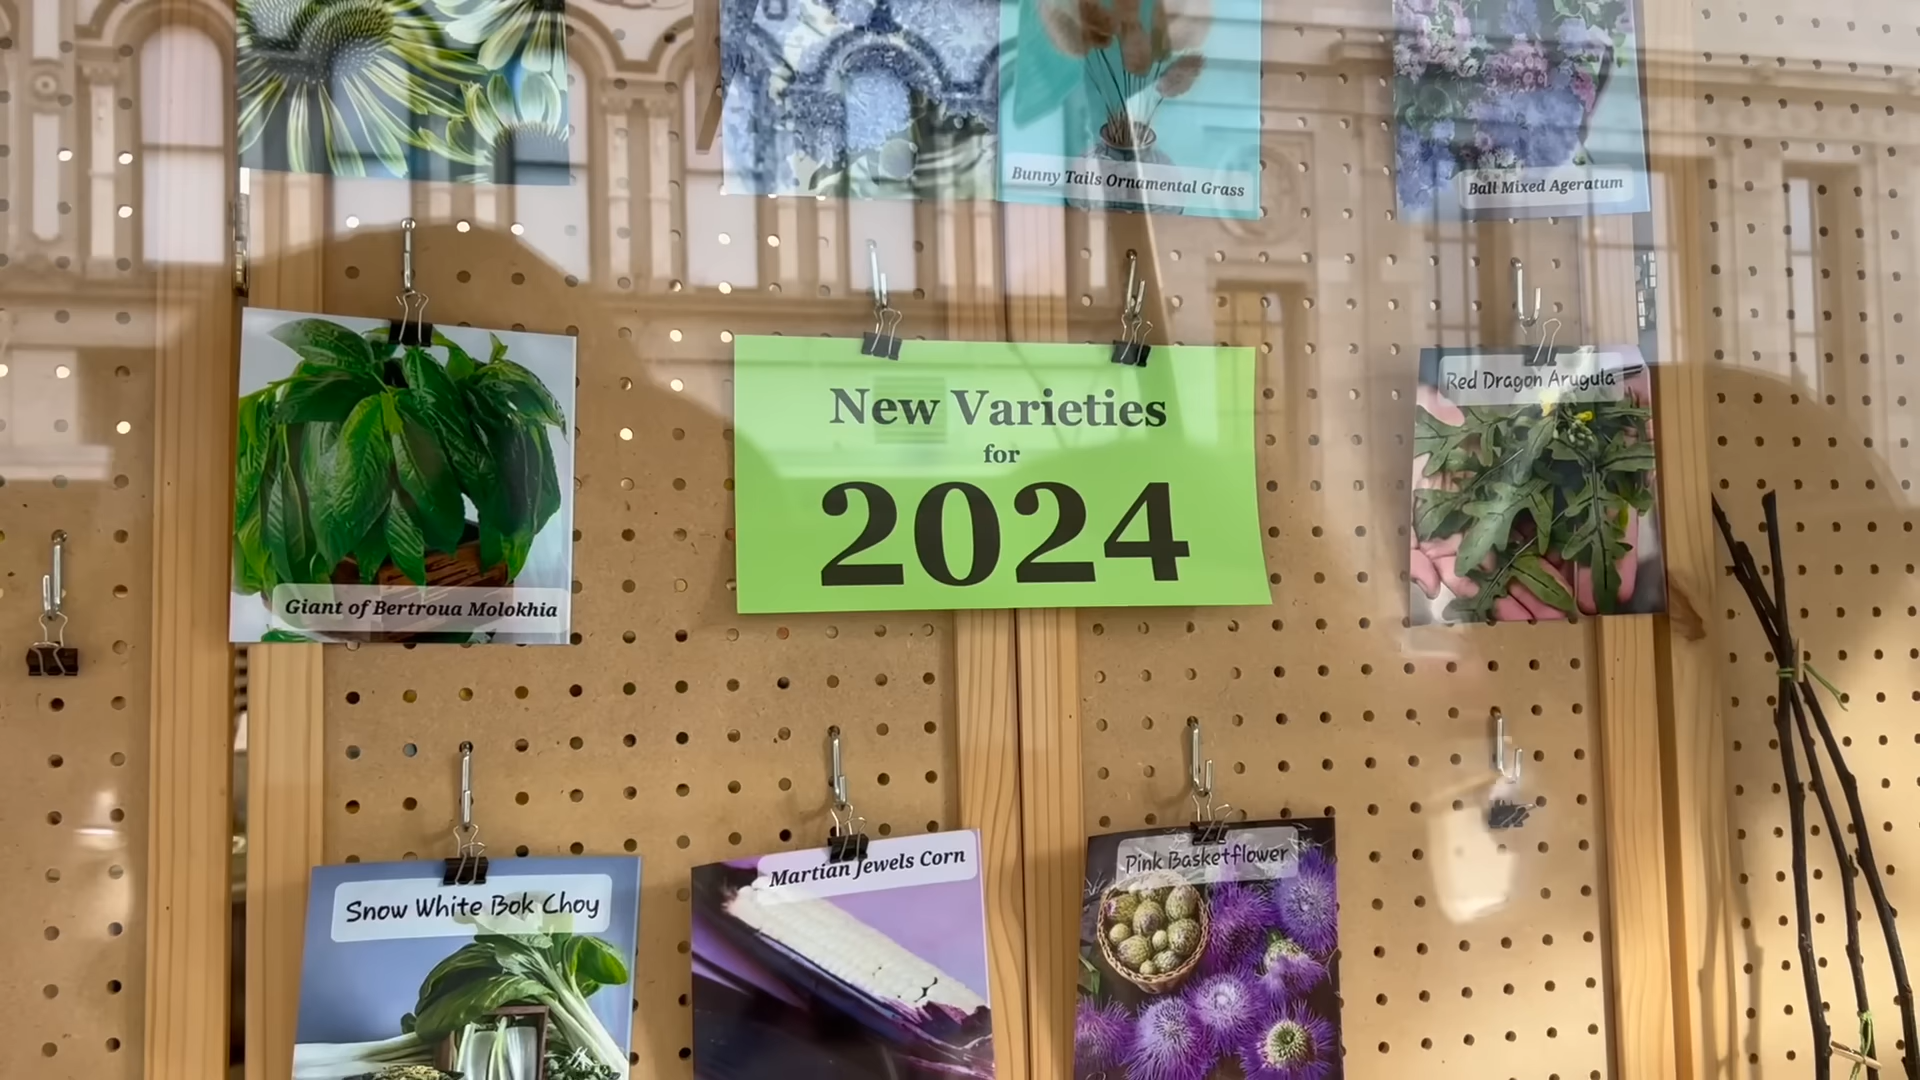 Bunny Tails Ornamental Grass
Ball Mixed Ageratum
Giant of Bertroua Molokhia
New Varieties
for
2024
Red Dragon Arugula
Snow White Bok Choy
Martian Jewels Corn
Pink Basketflower